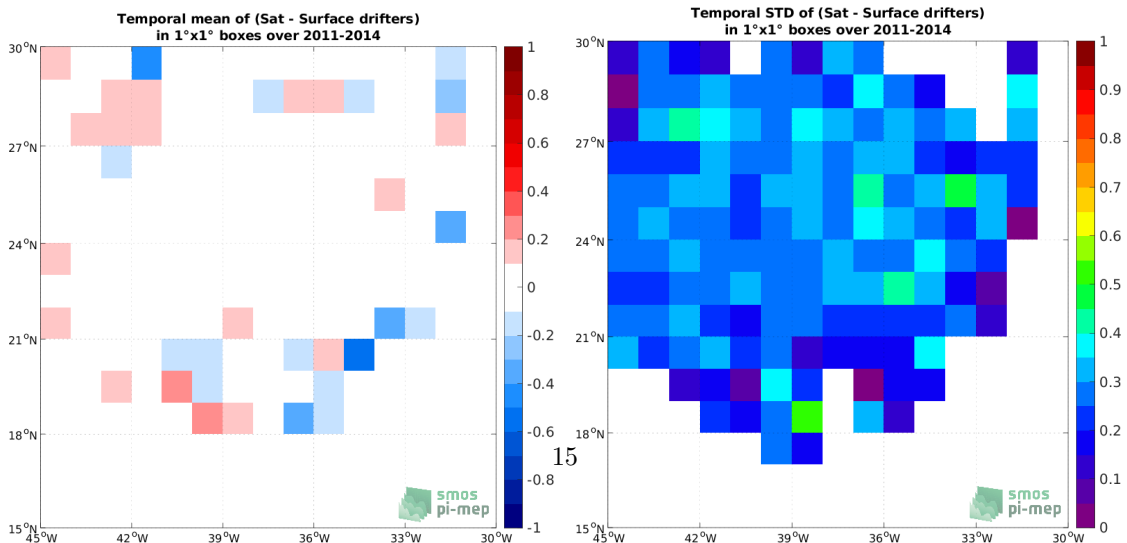 Temporal mean of (Sat - Surface drifters)
in 1°x1° boxes over 2011-2014
30°N
27°N
24°N
21°N
18°N
15°N
45°W
42°W
39°W
36°W
33°W
30°W
1
0.8
0.6
0.4
0.2
0
-0.2
-0.4
-0.6
-0.8
-1
smos
pi-mep
15
Temporal STD of (Sat - Surface drifters)
in 1°x1° boxes over 2011-2014
30°N
27°N
24°N
21°N
18°N
15°N
45°W
42°W
39°W
36°W
33°W
30°W
1
0.9
0.8
0.7
0.6
0.5
0.4
0.3
0.2
0.1
0
smos
pi-mep